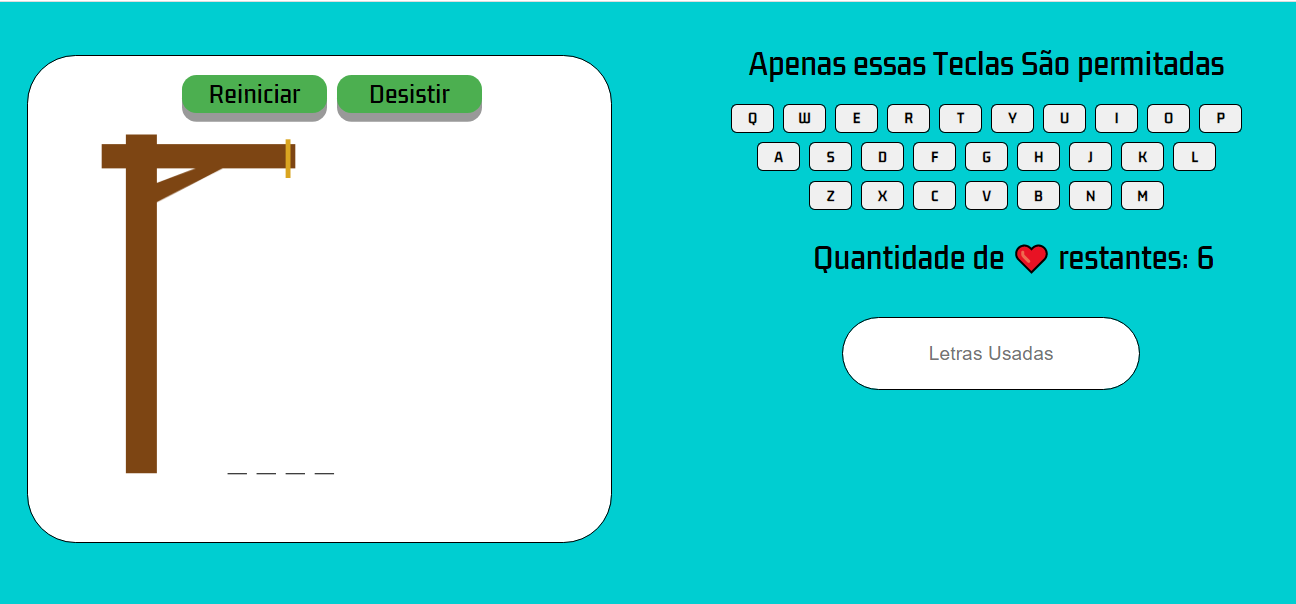 Reiniciar Desistir
_ _ _ _
Apenas essas Teclas São permitadas
Q W E R T Y U I O P
A S D F G H J K L
Z X C V B N M
Quantidade de ❤️ restantes: 6
Letras Usadas